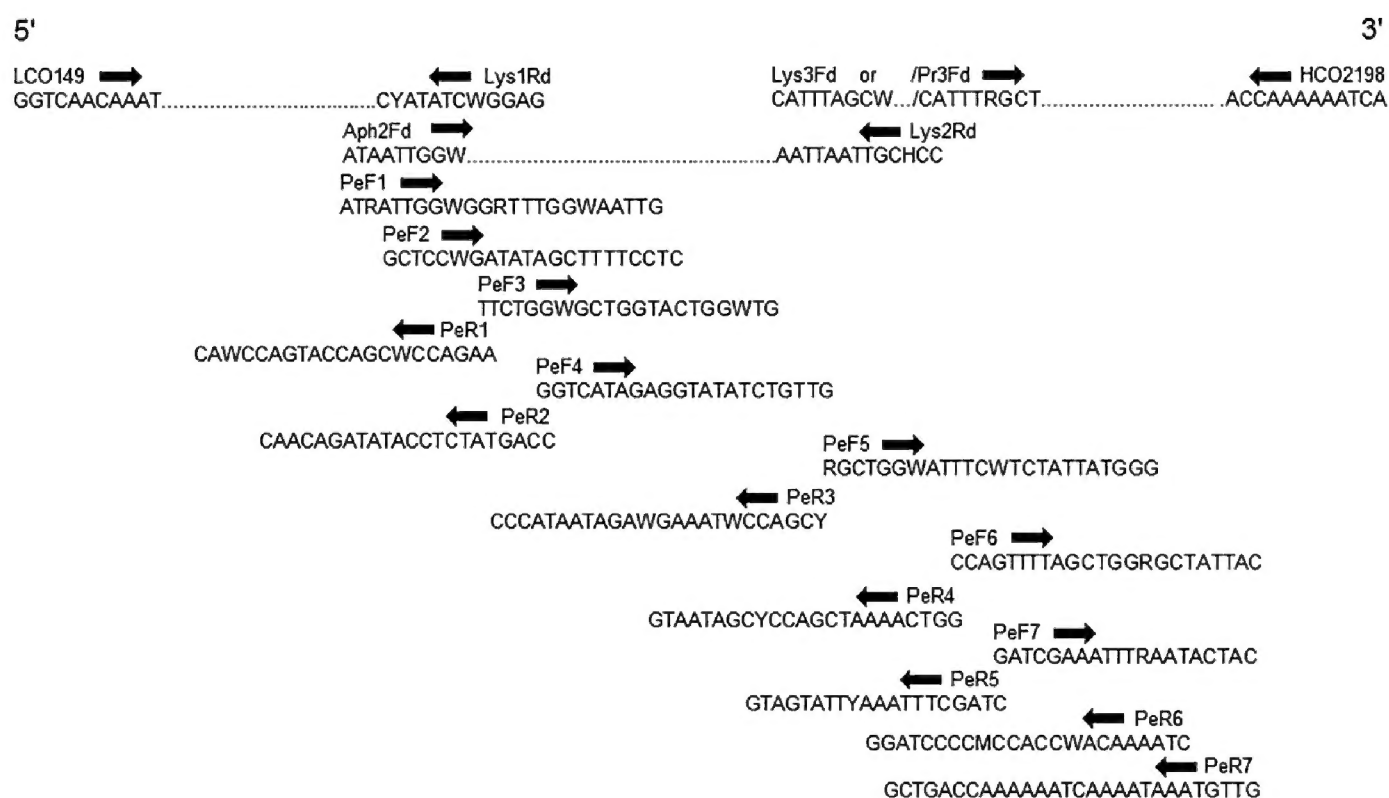 5' 3'
LCO149 Lys1Rd Lys3Fd or /Pr3Fd HCO2198
GGTCAACAAAT...............................CYATATCWGGAG CATTTAGCW.../CATTTRGCT.......................... ACCAAAAAATCA
Aph2Fd Lys2Rd
ATAATTGGW.............................................AATTAATTGCHCC
PeF1
ATRATTGGWGGRTTTGGWAATTG
PeF2
GCTCCWGATATAGCTTTTCCTC
PeF3
TTCTGGWGCTGGTACTGGWTG
PeR1
CAWCCAGTACCAGCWCCAGAA
PeF4
GGTCATAGAGGTATATCTGTTG
PeR2
CAACAGATATACCTCTATGACC
PeF5
RGCTGGWATTTCWTCTATTATGGG
PeR3
CCCATAATAGAWGAAATWCCAGCY
PeF6
CCAGTTTTAGCTGGRGCTATTAC
PeR4
GTAATAGCYCCAGCTAAAACTGG
PeF7
GATCGAAATTTRAATACTAC
PeR5
GTAGTATTYAAATTTCGATC
PeR6
GGATCCCCMCCACCWACAAAATC
PeR7
GCTGACCAAAAAATCAAAATAAATGTTG